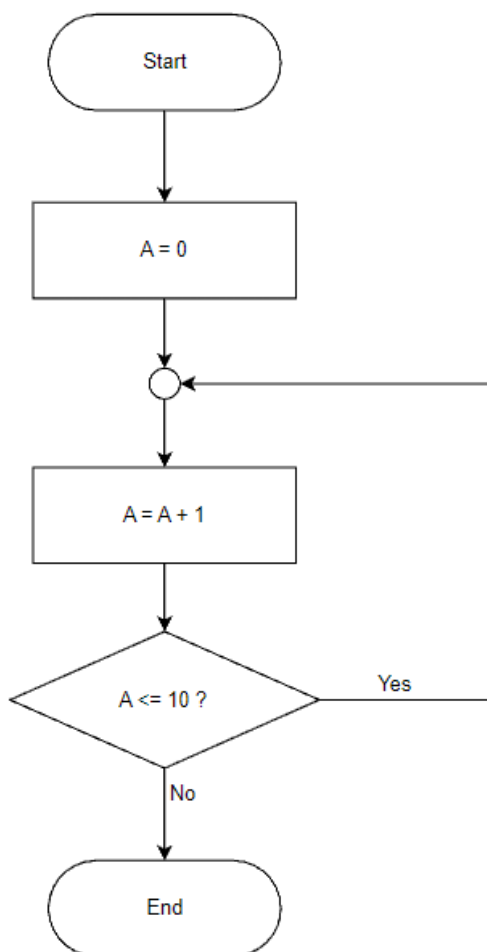 Start
A = 0
A = A + 1
A <= 10 ?
Yes
No
End